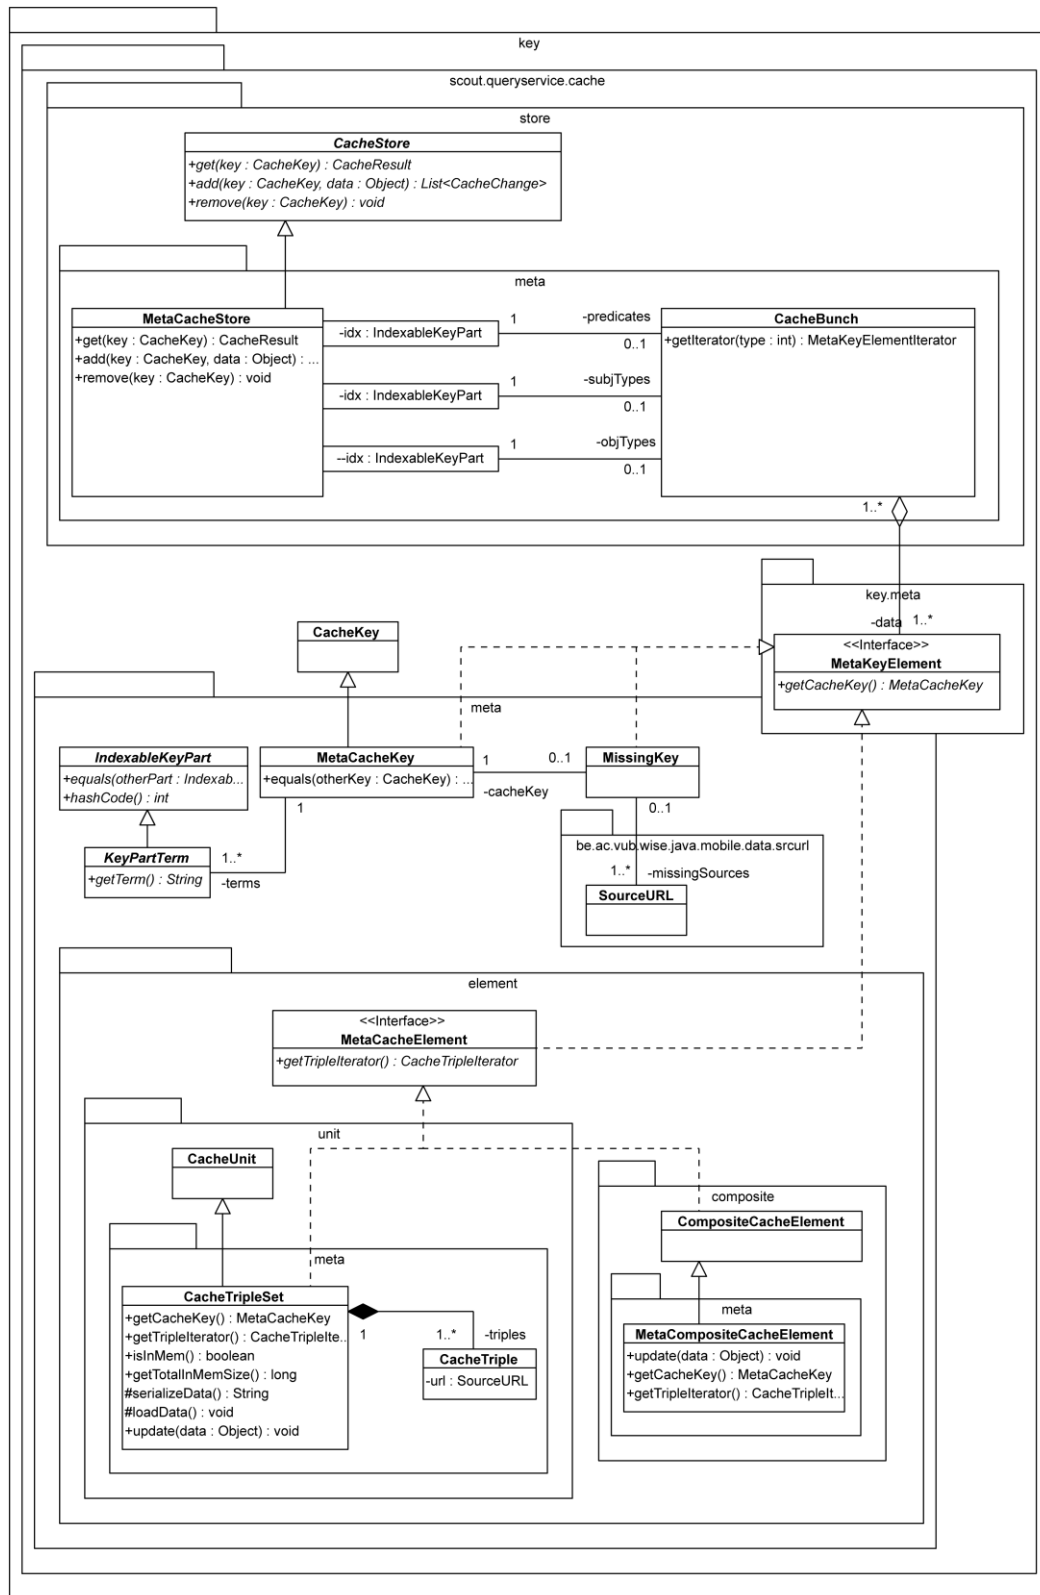 key
scout.queryservice.cache
store
CacheStore
+get(key : CacheKey) : CacheResult
+add(key : CacheKey, data : Object) : List<CacheChange>
+remove(key : CacheKey) : void
meta
MetaCacheStore
+get(key : CacheKey) : CacheResult
+add(key : CacheKey, data : Object) : ...
+remove(key : CacheKey) : void
-idx : IndexableKeyPart
1
-predicates
0..1
-idx : IndexableKeyPart
1
-subjTypes
0..1
--idx : IndexableKeyPart
1
-objTypes
0..1
CacheBunch
+getIterator(type : int) : MetaKeyElementIterator
1..*
key.meta
-data
1..*
<<Interface>>
MetaKeyElement
+getCacheKey() : MetaCacheKey
CacheKey
meta
IndexableKeyPart
+equals(otherPart : Indexab...
+hashCode() : int
MetaCacheKey
+equals(otherKey : CacheKey) : ...
1
0..1
-cacheKey
MissingKey
1
0..1
KeyPartTerm
+getTerm() : String
1..*
-terms
be.ac.vub.wise.java.mobile.data.srcurl
1..*
-missingSources
SourceURL
element
<<Interface>>
MetaCacheElement
+getTripleIterator() : CacheTripleIterator
unit
CacheUnit
composite
CompositeCacheElement
meta
CacheTripleSet
+getCacheKey() : MetaCacheKey
+getTripleIterator() : CacheTripleIte...
+isInMem() : boolean
+getTotalInMemSize() : long
#serializeData() : String
#loadData() : void
+update(data : Object) : void
1
1..*
-triples
CacheTriple
-url : SourceURL
meta
MetaCompositeCacheElement
+update(data : Object) : void
+getCacheKey() : MetaCacheKey
+getTripleIterator() : CacheTripleIt...